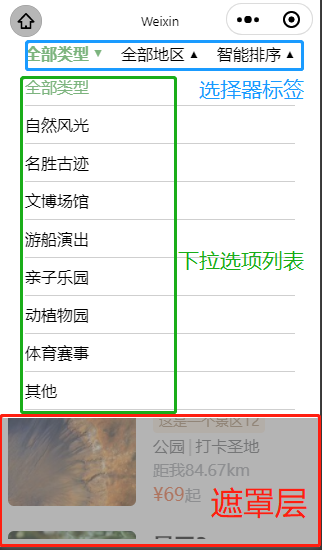 Weixin
全部类型 ▼ 全部地区 ▲ 智能排序 ▲
全部类型
选择器标签
自然风光
名胜古迹
文博场馆
游船演出
下拉选项列表
亲子乐园
动植物园
体育赛事
其他
这是一个景区12
公园 | 打卡圣地
距我84.67km
¥69起
遮罩层